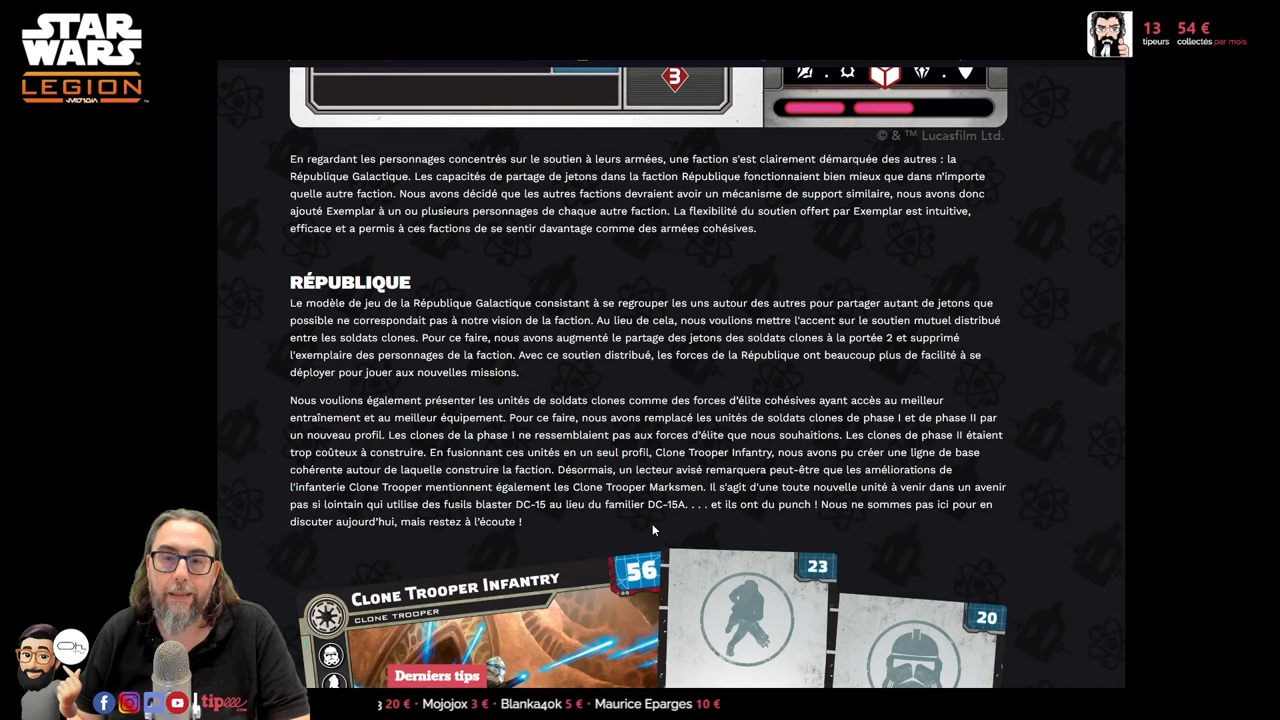 STAR
WARS
LEGION
13 54 €
tipeurs collectés par mois
3
© & ™ Lucasfilm Ltd.
En regardant les personnages concentrés sur le soutien à leurs armées, une faction s'est clairement démarquée des autres : la
République Galactique. Les capacités de partage de jetons dans la faction République fonctionnaient bien mieux que dans n'importe
quelle autre faction. Nous avons décidé que les autres factions devraient avoir un mécanisme de support similaire, nous avons donc
ajouté Exemplar à un ou plusieurs personnages de chaque autre faction. La flexibilité du soutien offert par Exemplar est intuitive,
efficace et a permis à ces factions de se sentir davantage comme des armées cohésives.
RÉPUBLIQUE
Le modèle de jeu de la République Galactique consistant à se regrouper les uns autour des autres pour partager autant de jetons que
possible ne correspondait pas à notre vision de la faction. Au lieu de cela, nous voulions mettre l'accent sur le soutien mutuel distribué
entre les soldats clones. Pour ce faire, nous avons augmenté le partage des jetons des soldats clones à la portée 2 et supprimé
l'exemplaire des personnages de la faction. Avec ce soutien distribué, les forces de la République ont beaucoup plus de facilité à se
déployer pour jouer aux nouvelles missions.
Nous voulions également présenter les unités de soldats clones comme des forces d'élite cohésives ayant accès au meilleur
entraînement et au meilleur équipement. Pour ce faire, nous avons remplacé les unités de soldats clones de phase I et de phase II par
un nouveau profil. Les clones de la phase I ne ressemblaient pas aux forces d'élite que nous souhaitions. Les clones de phase II étaient
trop coûteux à construire. En fusionnant ces unités en un seul profil, Clone Trooper Infantry, nous avons pu créer une ligne de base
cohérente autour de laquelle construire la faction. Désormais, un lecteur avisé remarquera peut-être que les améliorations de
l'infanterie Clone Trooper mentionnent également les Clone Trooper Marksmen. Il s'agit d'une toute nouvelle unité à venir dans un avenir
pas si lointain qui utilise des fusils blaster DC-15 au lieu du familier DC-15A. . . . et ils ont du punch ! Nous ne sommes pas ici pour en
discuter aujourd'hui, mais restez à l'écoute !
CLONE TROOPER INFANTRY
56
CLONE TROOPER
23
20
Derniers tips
tipeee
3 20 € · Mojojox 3 € · Blanka40k 5 € · Maurice Eparges 10 €